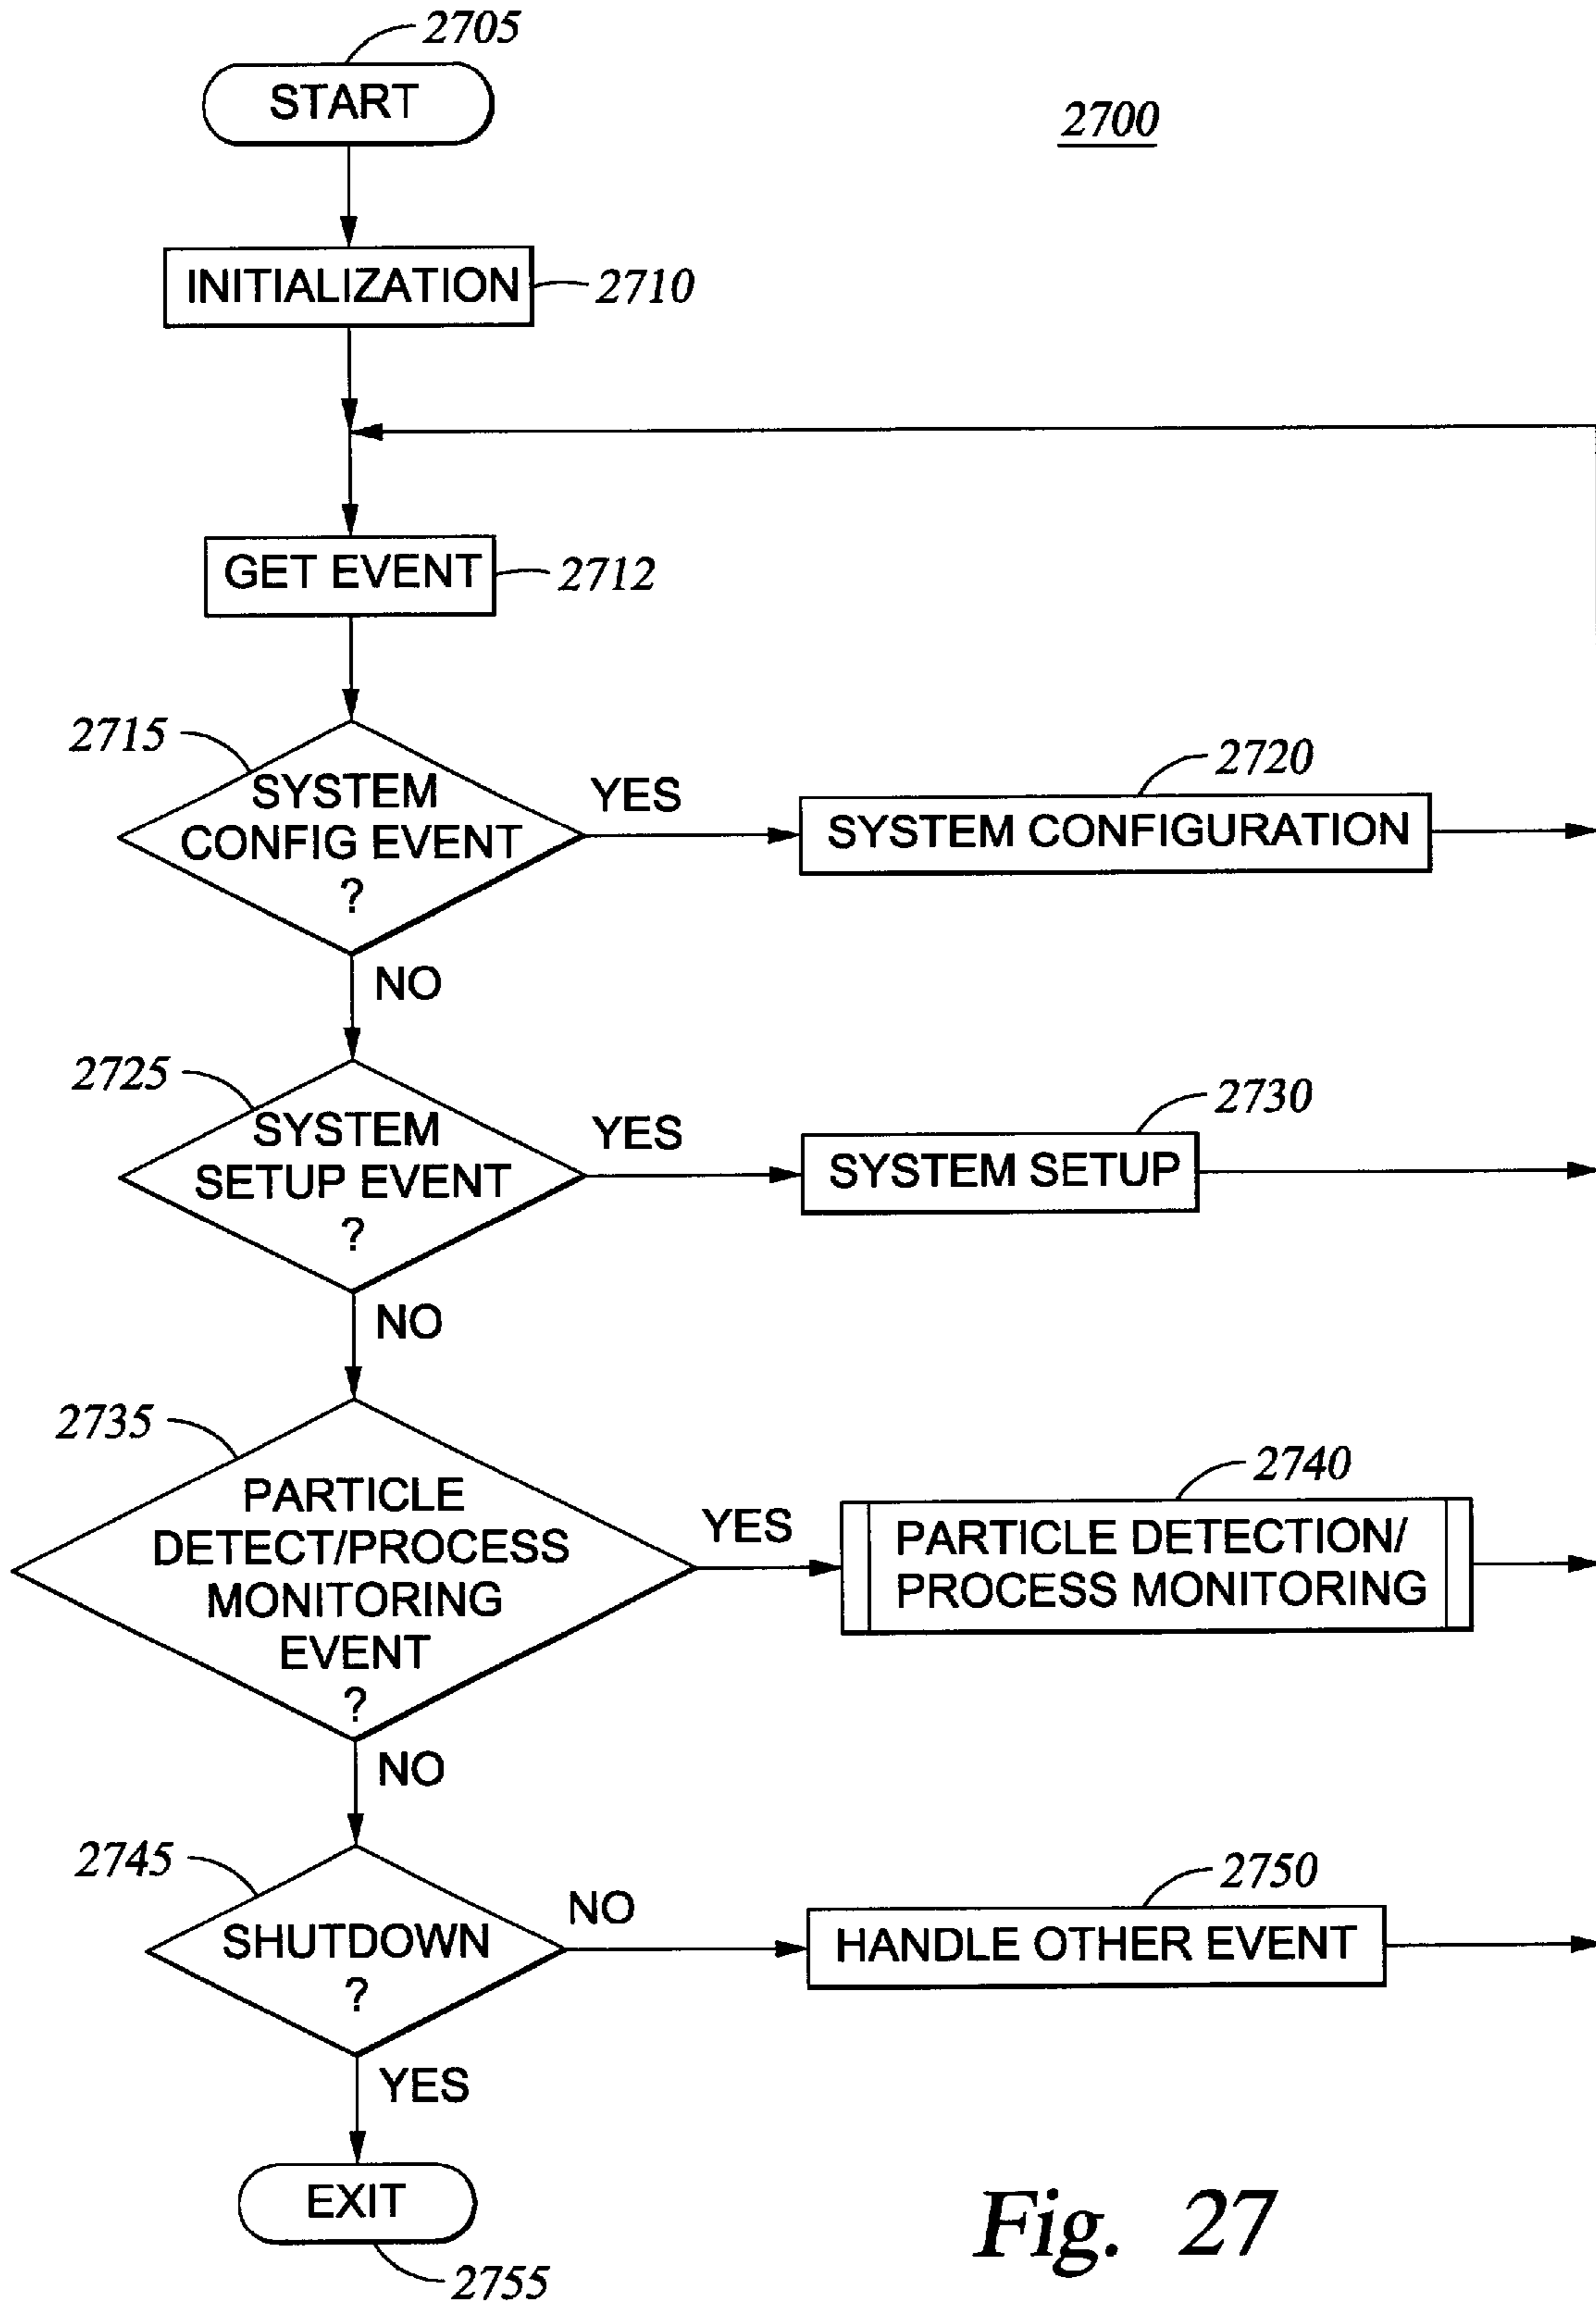 2705
START
2700
INITIALIZATION
2710
GET EVENT
2712
2715
SYSTEM
CONFIG EVENT
?
YES
2720
SYSTEM CONFIGURATION
NO
2725
SYSTEM
SETUP EVENT
?
YES
2730
SYSTEM SETUP
NO
2735
PARTICLE
DETECT/PROCESS
MONITORING
EVENT
?
YES
2740
PARTICLE DETECTION/
PROCESS MONITORING
NO
2745
SHUTDOWN
?
NO
2750
HANDLE OTHER EVENT
YES
EXIT
2755
Fig. 27